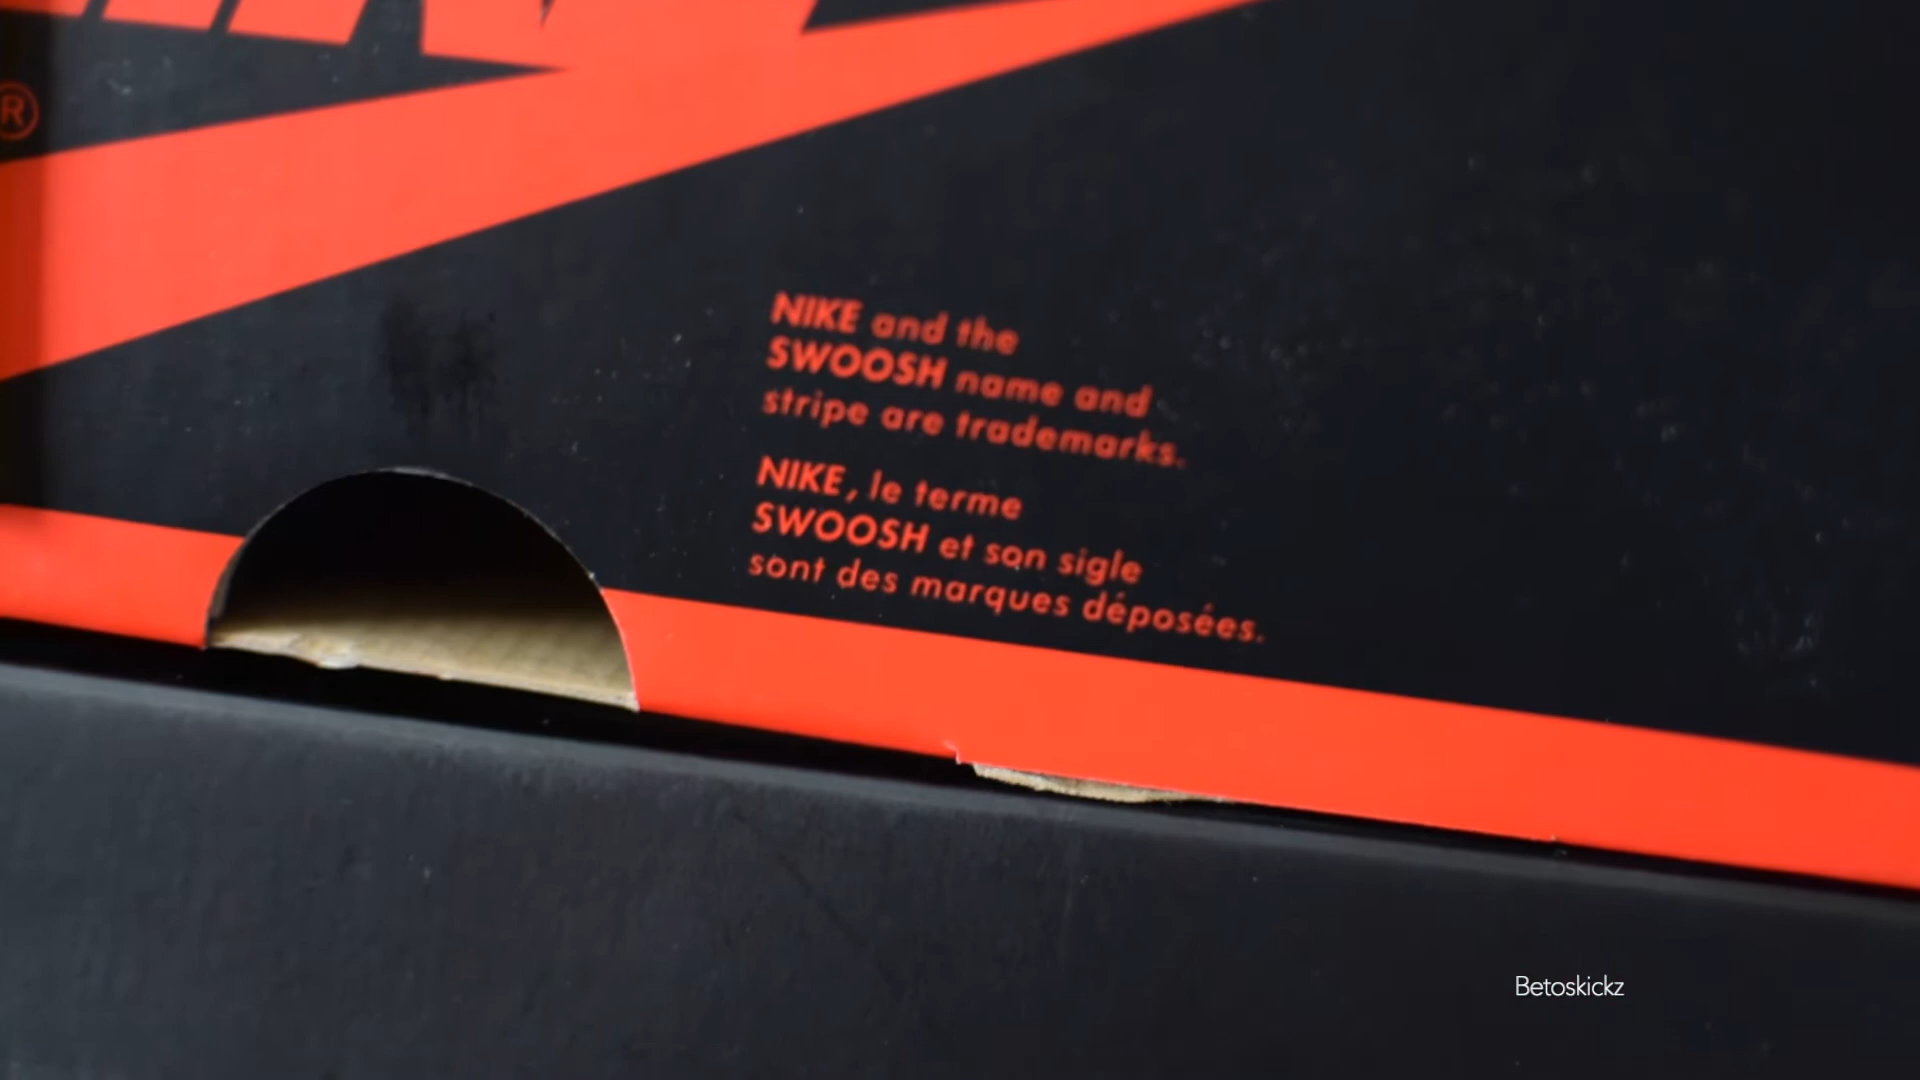 ®
NIKE and the
SWOOSH name and
stripe are trademarks.
NIKE, le terme
SWOOSH et son sigle
sont des marques déposées.
Betoskickz